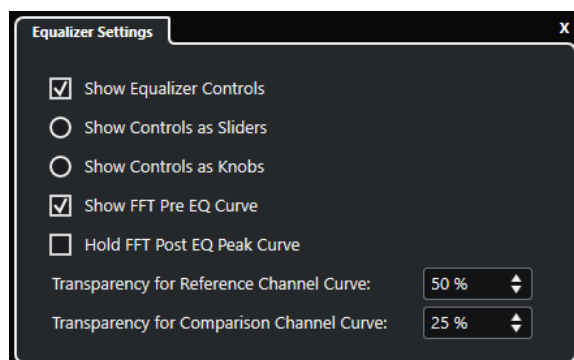 Equalizer Settings X
Show Equalizer Controls
Show Controls as Sliders
Show Controls as Knobs
Show FFT Pre EQ Curve
Hold FFT Post EQ Peak Curve
Transparency for Reference Channel Curve: 50 %
Transparency for Comparison Channel Curve: 25 %